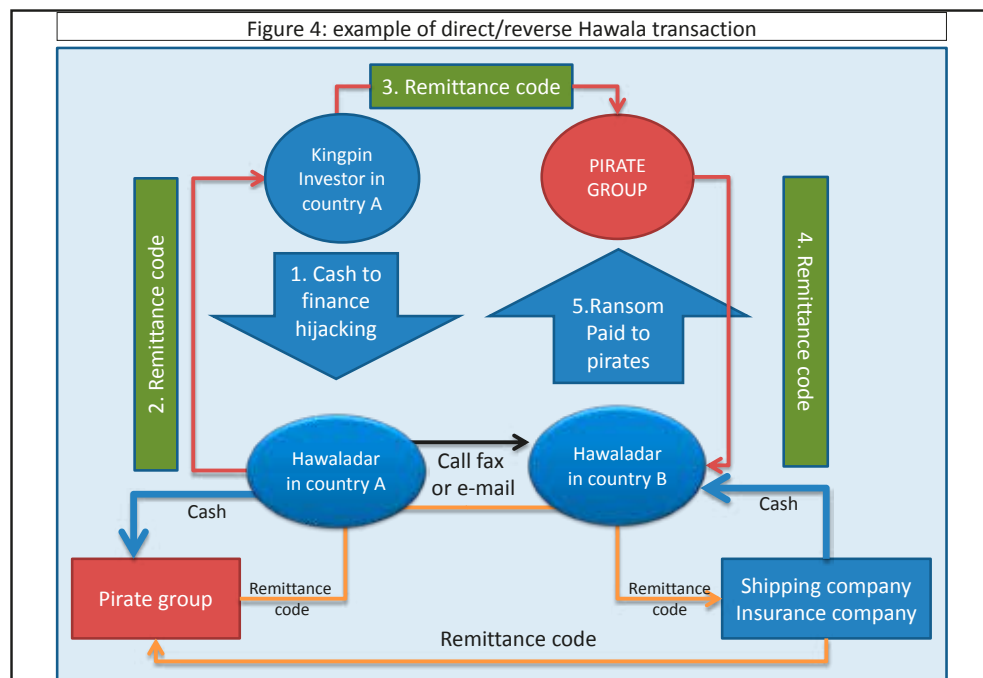 Figure 4: example of direct/reverse Hawala transaction
3. Remittance code
Kingpin
Investor in
country A
PIRATE
GROUP
2. Remittance code
1. Cash to
finance
hijacking
5.Ransom
Paid to
pirates
4. Remittance code
Hawaladar
in country A
Call fax
or e-mail
Hawaladar
in country B
Cash
Cash
Pirate group
Remittance
code
Remittance
code
Shipping company
Insurance company
Remittance code